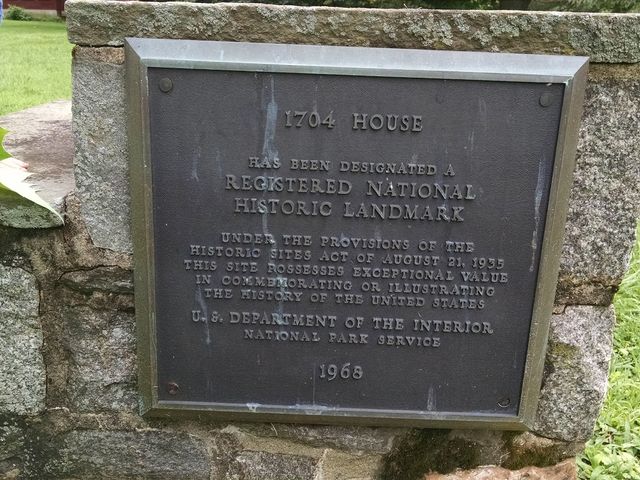 1704 HOUSE
HAS BEEN DESIGNATED A
REGISTERED NATIONAL
HISTORIC LANDMARK
UNDER THE PROVISIONS OF THE
HISTORIC SITES ACT OF AUGUST 21, 1935
THIS SITE POSSESSES EXCEPTIONAL VALUE
IN COMMEMORATING OR ILLUSTRATING
THE HISTORY OF THE UNITED STATES
U. S. DEPARTMENT OF THE INTERIOR
NATIONAL PARK SERVICE
1968